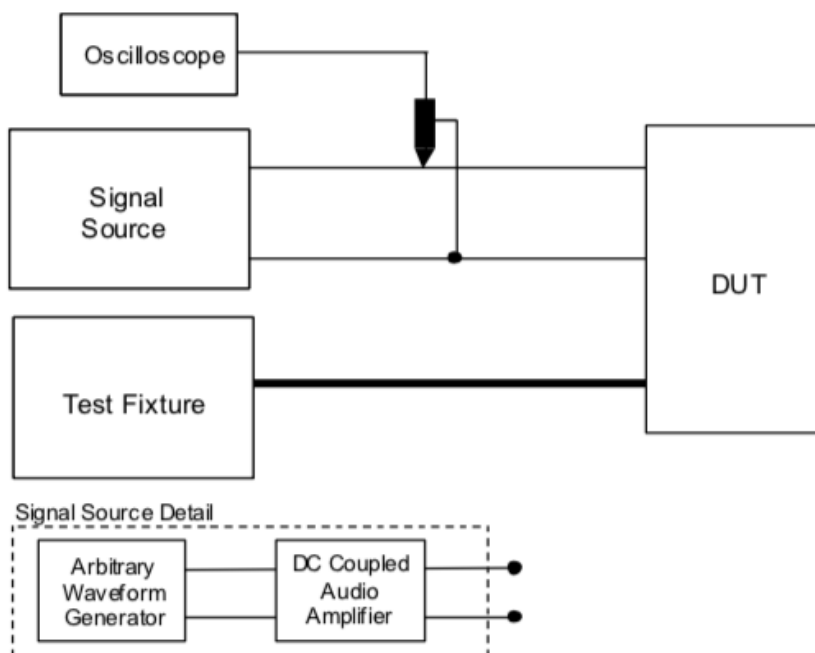 Oscilloscope
Signal
Source
DUT
Test Fixture
Signal Source Detail
Arbitrary
Waveform
Generator
DC Coupled
Audio
Amplifier